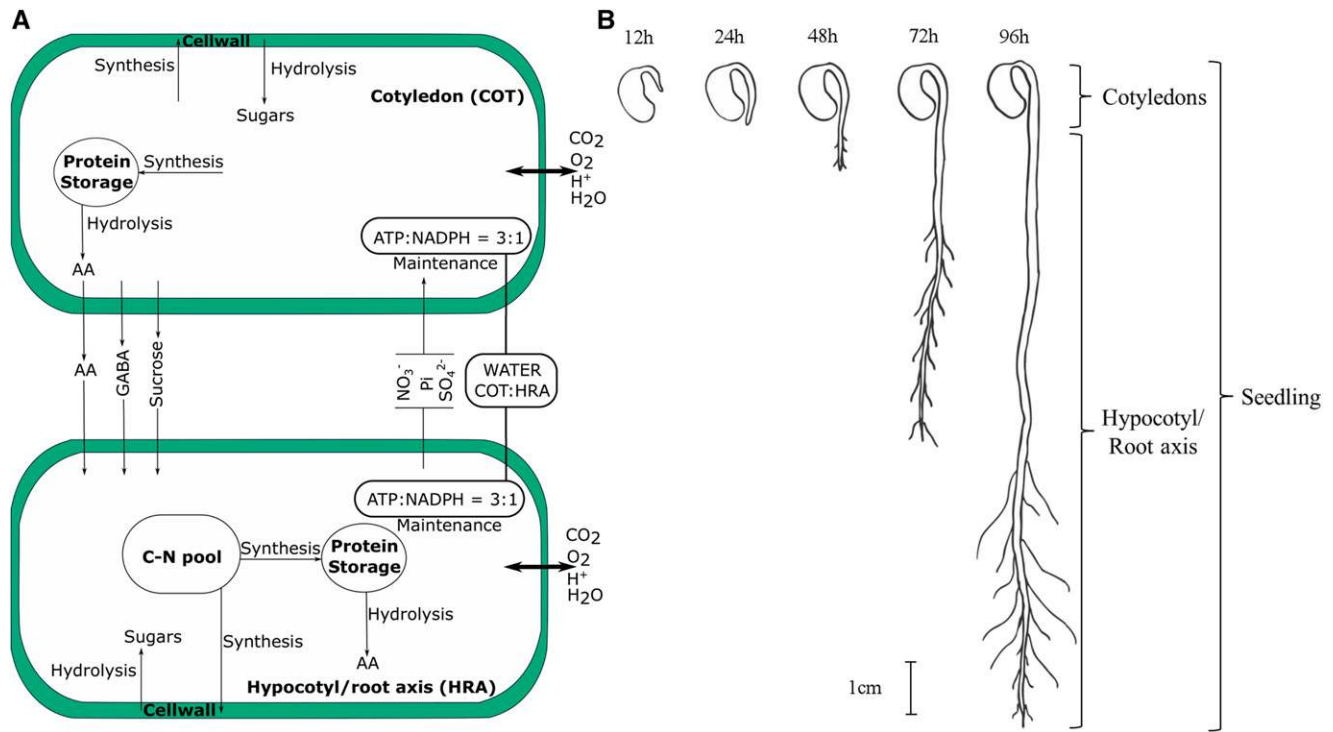 A
Cellwall
Synthesis
Hydrolysis
Cotyledon (COT)
Sugars
Protein
Storage
Synthesis
Hydrolysis
AA
CO2
O2
H+
H2O
ATP:NADPH = 3:1
Maintenance
AA
GABA
Sucrose
NO3-
Pi
SO42-
WATER
COT:HRA
ATP:NADPH = 3:1
Maintenance
C-N pool
Synthesis
Protein
Storage
CO2
O2
H+
H2O
Hydrolysis
Sugars
Synthesis
AA
Hydrolysis
Hypocotyl/root axis (HRA)
Cellwall
B
12h 24h 48h 72h 96h
Cotyledons
Seedling
Hypocotyl/
Root axis
1cm